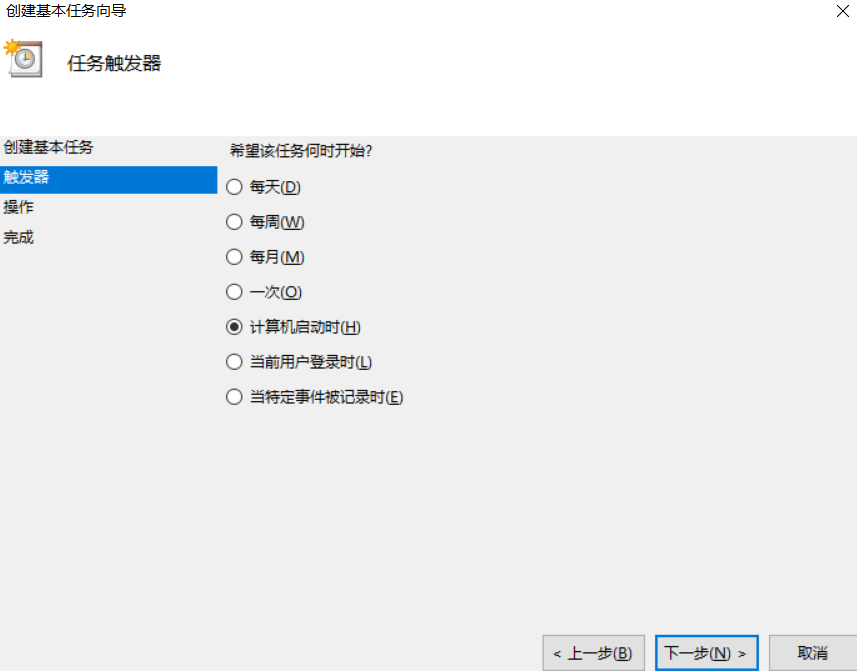 创建基本任务向导
任务触发器
创建基本任务
触发器
操作
完成
希望该任务何时开始?
每天(D)
每周(W)
每月(M)
一次(O)
计算机启动时(H)
当前用户登录时(L)
当特定事件被记录时(E)
< 上一步(B)
下一步(N) >
取消